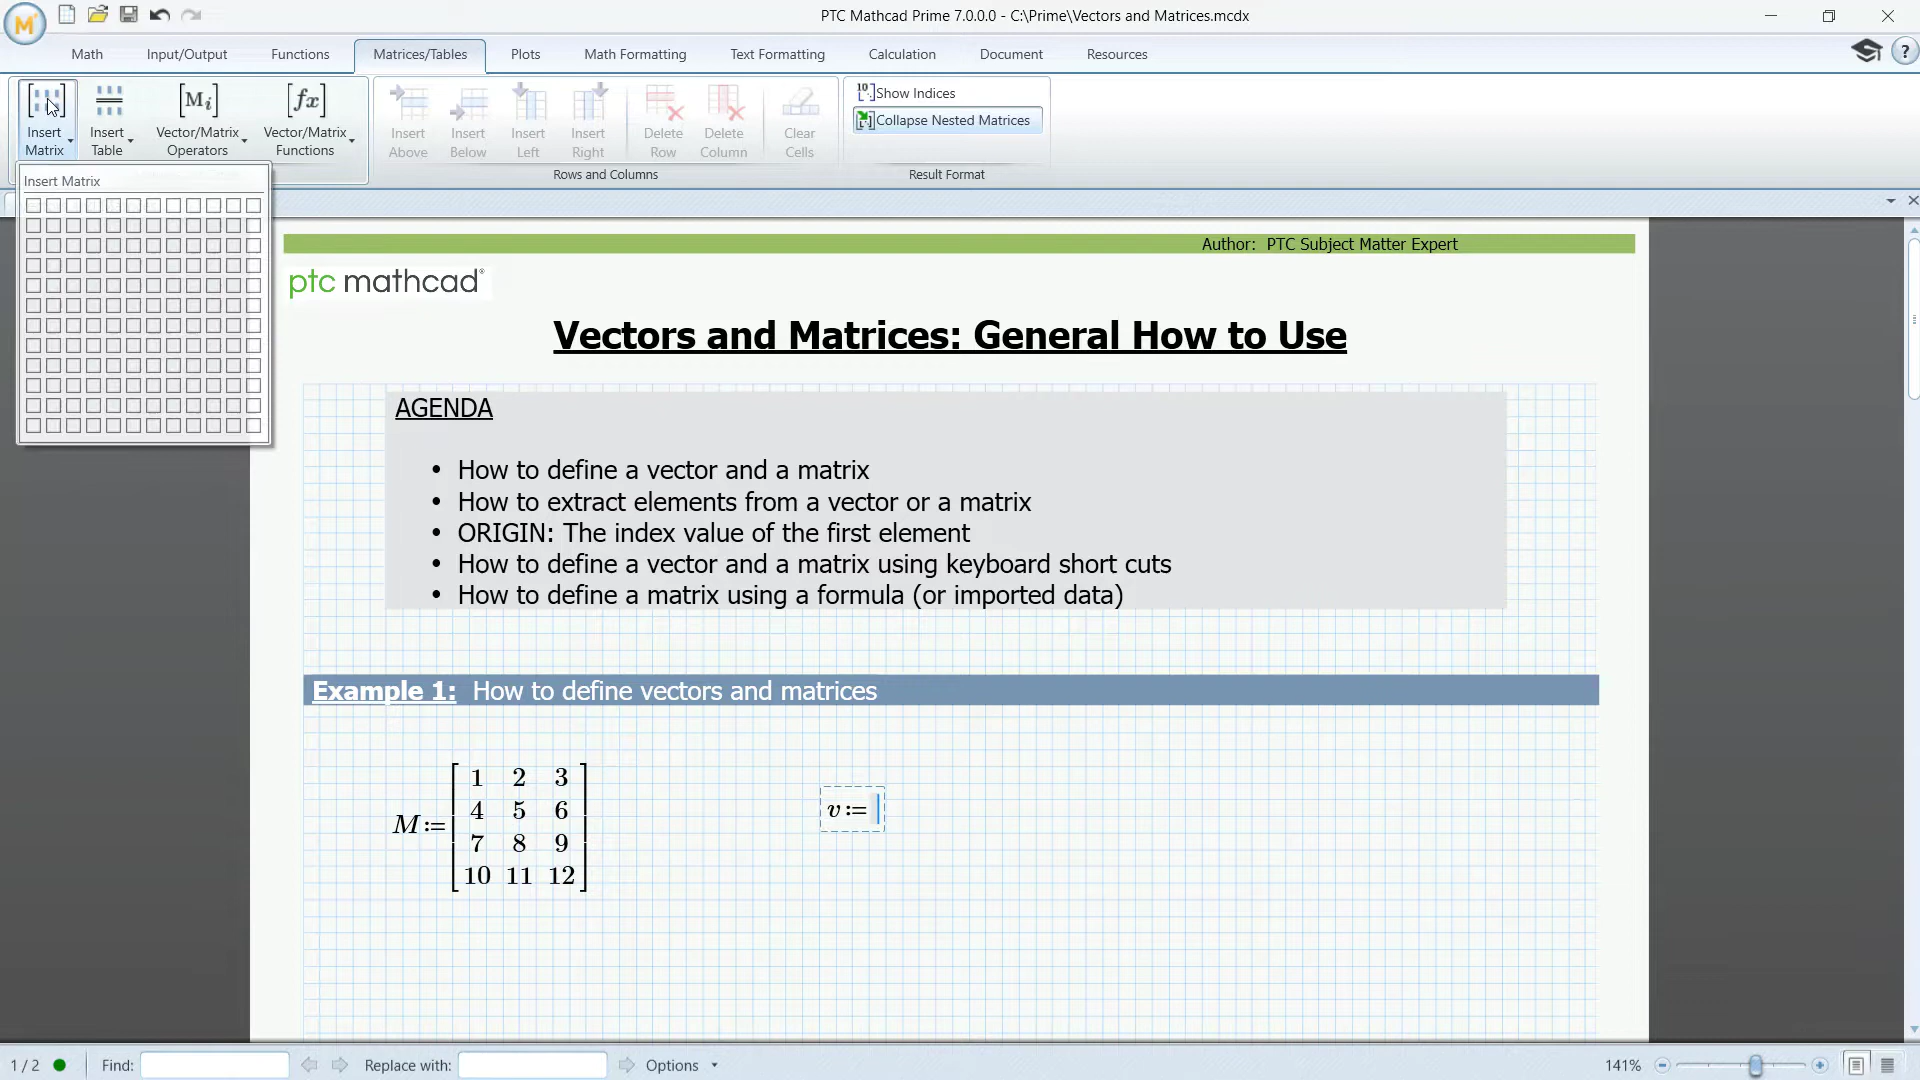 PTC Mathcad Prime 7.0.0.0 - C:\Prime\Vectors and Matrices.mcdx
Math Input/Output Functions Matrices/Tables Plots Math Formatting Text Formatting Calculation Document Resources
Insert Matrix
Insert Table
Vector/Matrix Operators
Vector/Matrix Functions
Insert Above
Insert Below
Insert Left
Insert Right
Delete Row
Delete Column
Clear Cells
Rows and Columns
Show Indices
Collapse Nested Matrices
Result Format
Insert Matrix
Author: PTC Subject Matter Expert
ptc mathcad®
Vectors and Matrices: General How to Use
AGENDA
• How to define a vector and a matrix
• How to extract elements from a vector or a matrix
• ORIGIN: The index value of the first element
• How to define a vector and a matrix using keyboard short cuts
• How to define a matrix using a formula (or imported data)
Example 1: How to define vectors and matrices
M:=
1 2 3
4 5 6
7 8 9
10 11 12
v:=
1 / 2 Find: Replace with: Options 141%